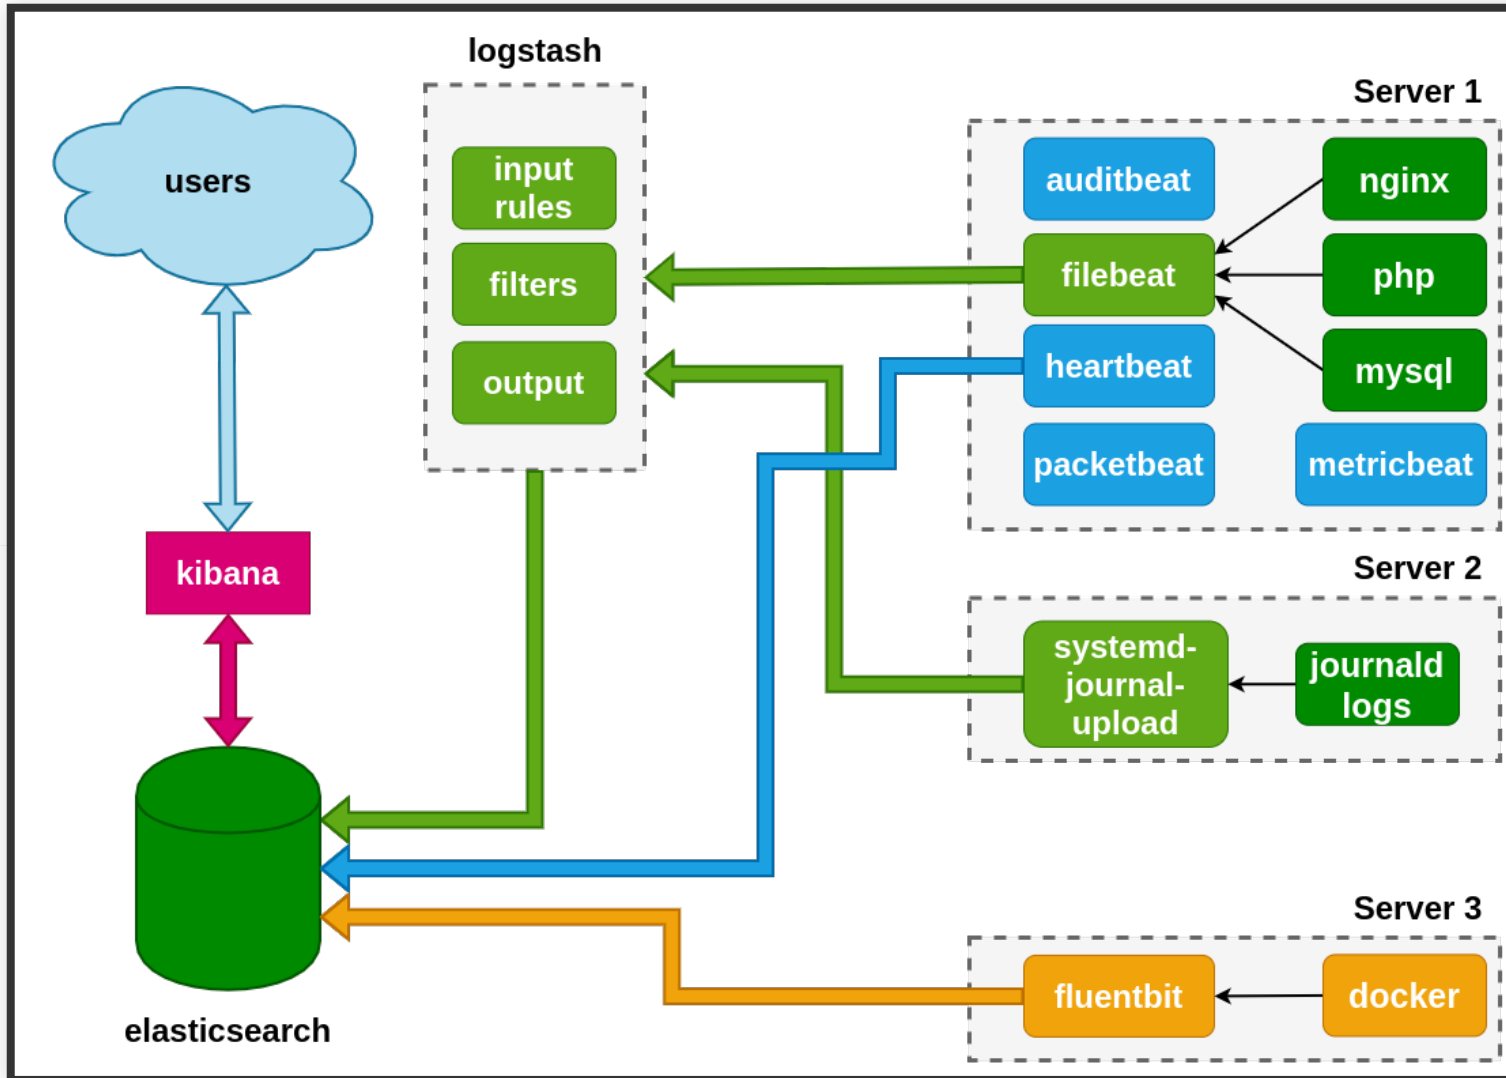 logstash
users
input
rules
filters
output
kibana
elasticsearch
Server 1
auditbeat
nginx
filebeat
php
heartbeat
mysql
packetbeat
metricbeat
Server 2
systemd-
journal-
upload
journald
logs
Server 3
fluentbit
docker